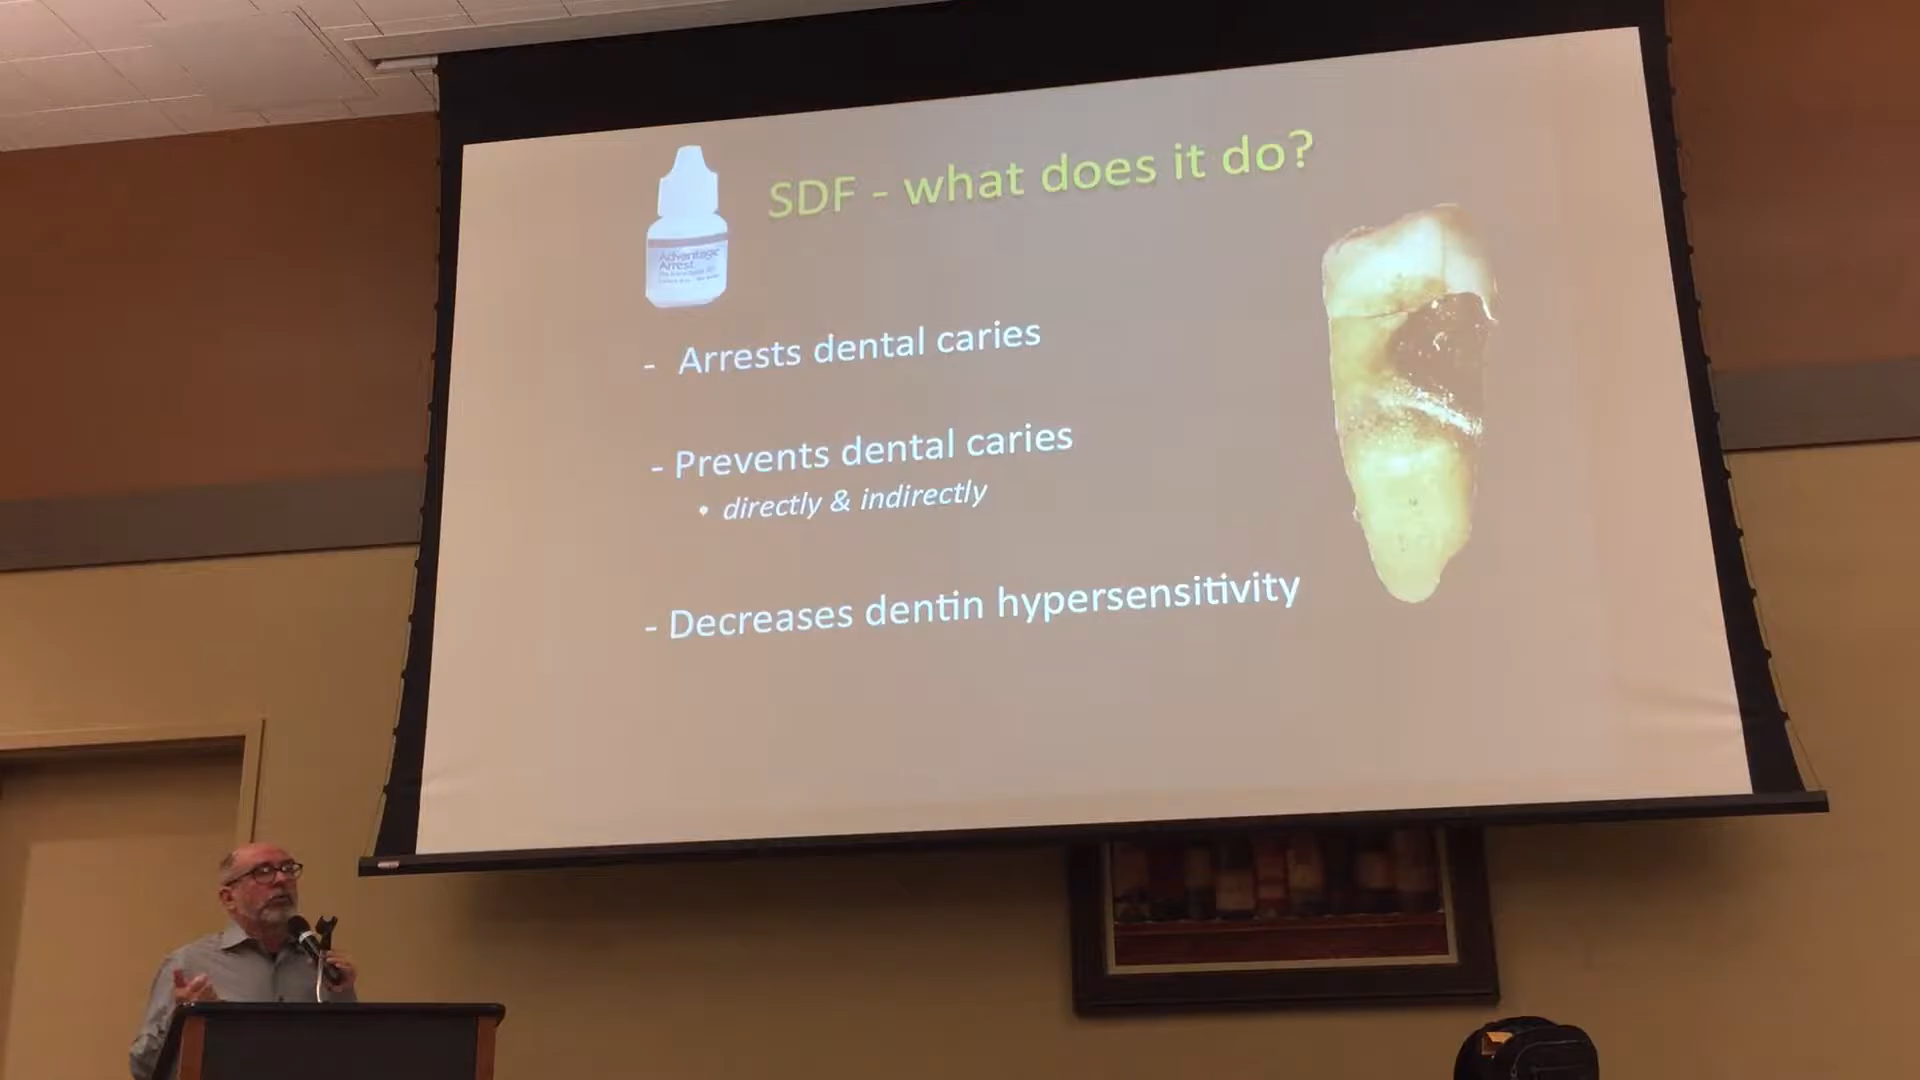 SDF - what does it do?
Advantage
Arrest
- Arrests dental caries
- Prevents dental caries
• directly & indirectly
- Decreases dentin hypersensitivity